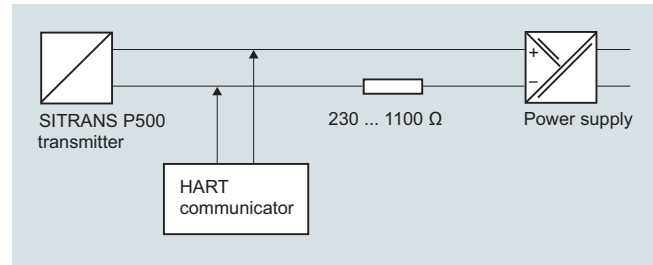 +
−
SITRANS P500
transmitter
230 ... 1100 Ω
Power supply
HART
communicator